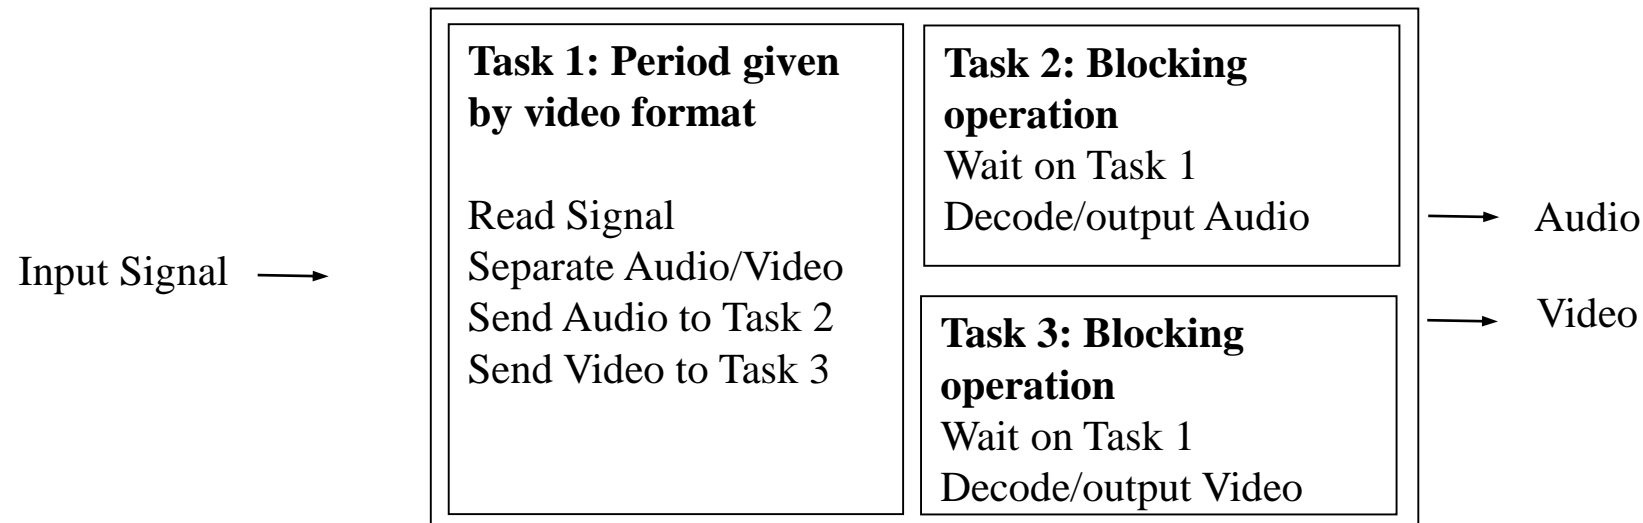 Input Signal
Task 1: Period given
by video format
Read Signal
Separate Audio/Video
Send Audio to Task 2
Send Video to Task 3
Task 2: Blocking
operation
Wait on Task 1
Decode/output Audio
Task 3: Blocking
operation
Wait on Task 1
Decode/output Video
Audio
Video